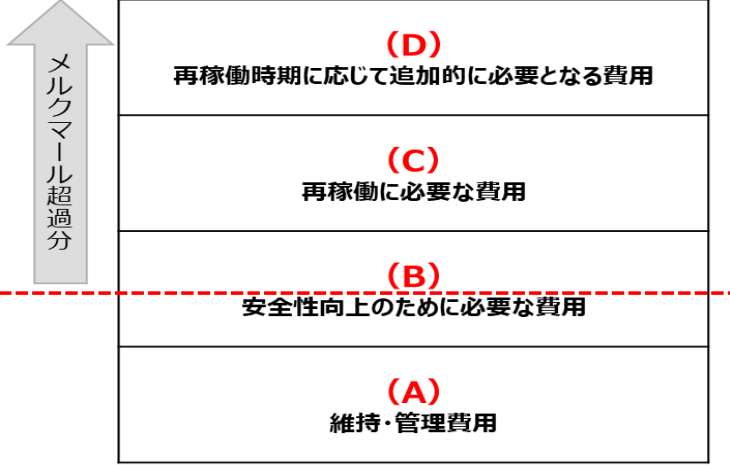 メルクマール超過分
（D）
再稼働時期に応じて追加的に必要となる費用
（C）
再稼働に必要な費用
（B）
安全性向上のために必要な費用
（A）
維持・管理費用